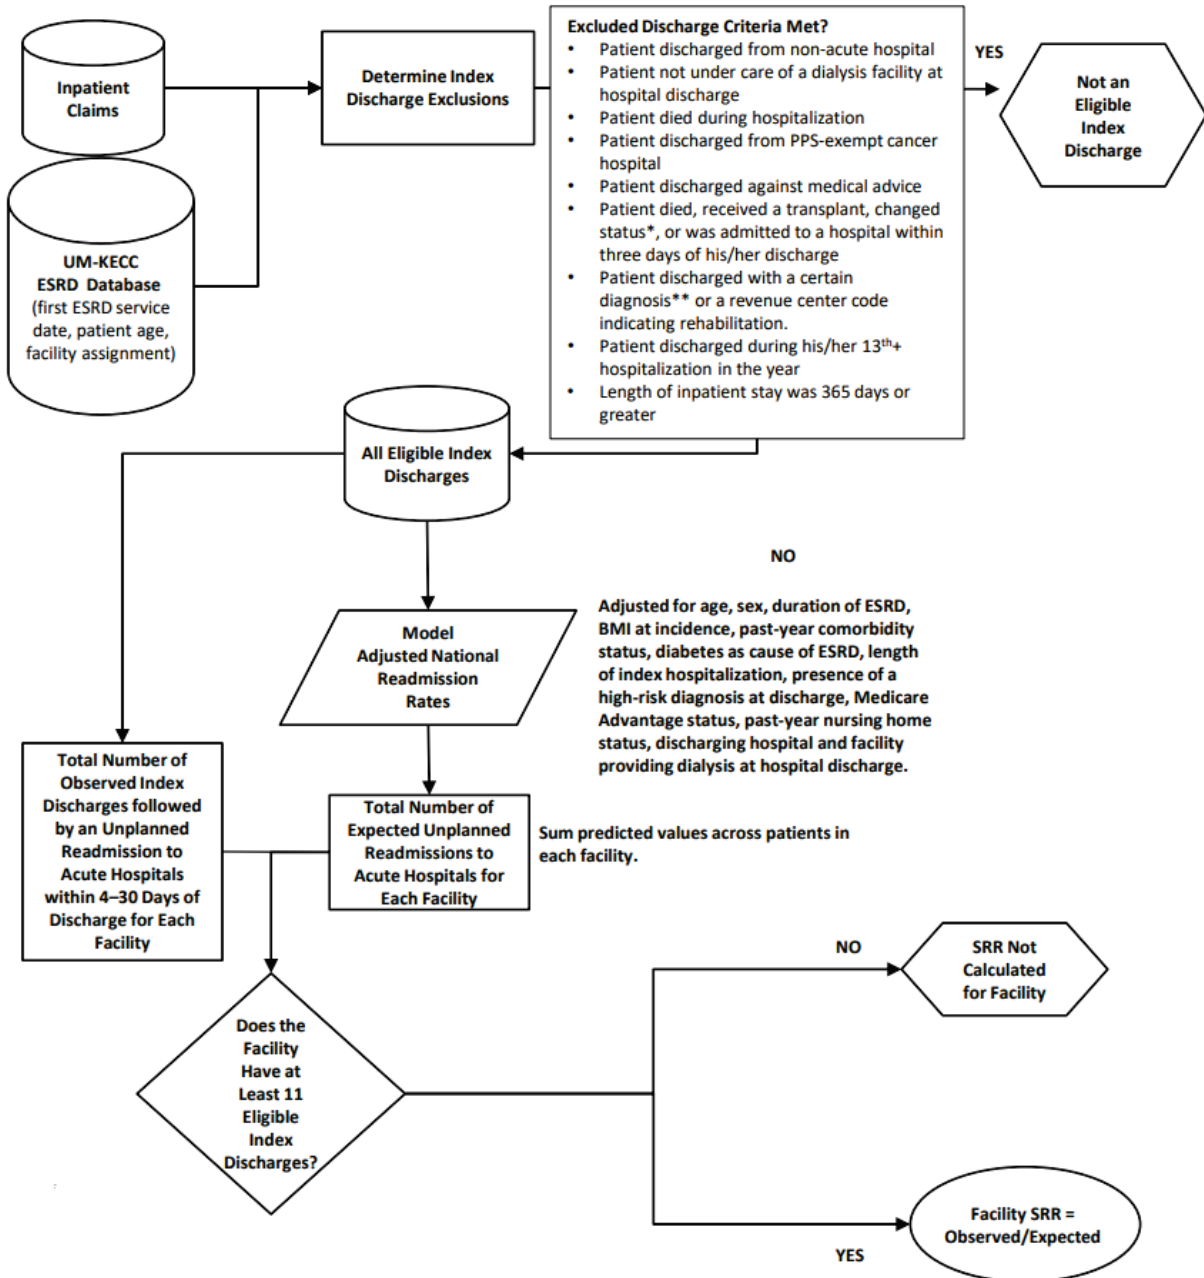 Inpatient
Claims
UM-KECC
ESRD Database
(first ESRD service
date, patient age,
facility assignment)
Determine Index
Discharge Exclusions
Excluded Discharge Criteria Met?
• Patient discharged from non-acute hospital
• Patient not under care of a dialysis facility at
hospital discharge
• Patient died during hospitalization
• Patient discharged from PPS-exempt cancer
hospital
• Patient discharged against medical advice
• Patient died, received a transplant, changed
status*, or was admitted to a hospital within
three days of his/her discharge
• Patient discharged with a certain
diagnosis** or a revenue center code
indicating rehabilitation.
• Patient discharged during his/her 13th+
hospitalization in the year
• Length of inpatient stay was 365 days or
greater
YES
Not an
Eligible
Index
Discharge
All Eligible Index
Discharges
NO
Model
Adjusted National
Readmission
Rates
Adjusted for age, sex, duration of ESRD,
BMI at incidence, past-year comorbidity
status, diabetes as cause of ESRD, length
of index hospitalization, presence of a
high-risk diagnosis at discharge, Medicare
Advantage status, past-year nursing home
status, discharging hospital and facility
providing dialysis at hospital discharge.
Total Number of
Observed Index
Discharges followed
by an Unplanned
Readmission to
Acute Hospitals
within 4–30 Days of
Discharge for Each
Facility
Total Number of
Expected Unplanned
Readmissions to
Acute Hospitals for
Each Facility
Sum predicted values across patients in
each facility.
Does the
Facility
Have at
Least 11
Eligible
Index
Discharges?
NO
SRR Not
Calculated
for Facility
YES
Facility SRR =
Observed/Expected